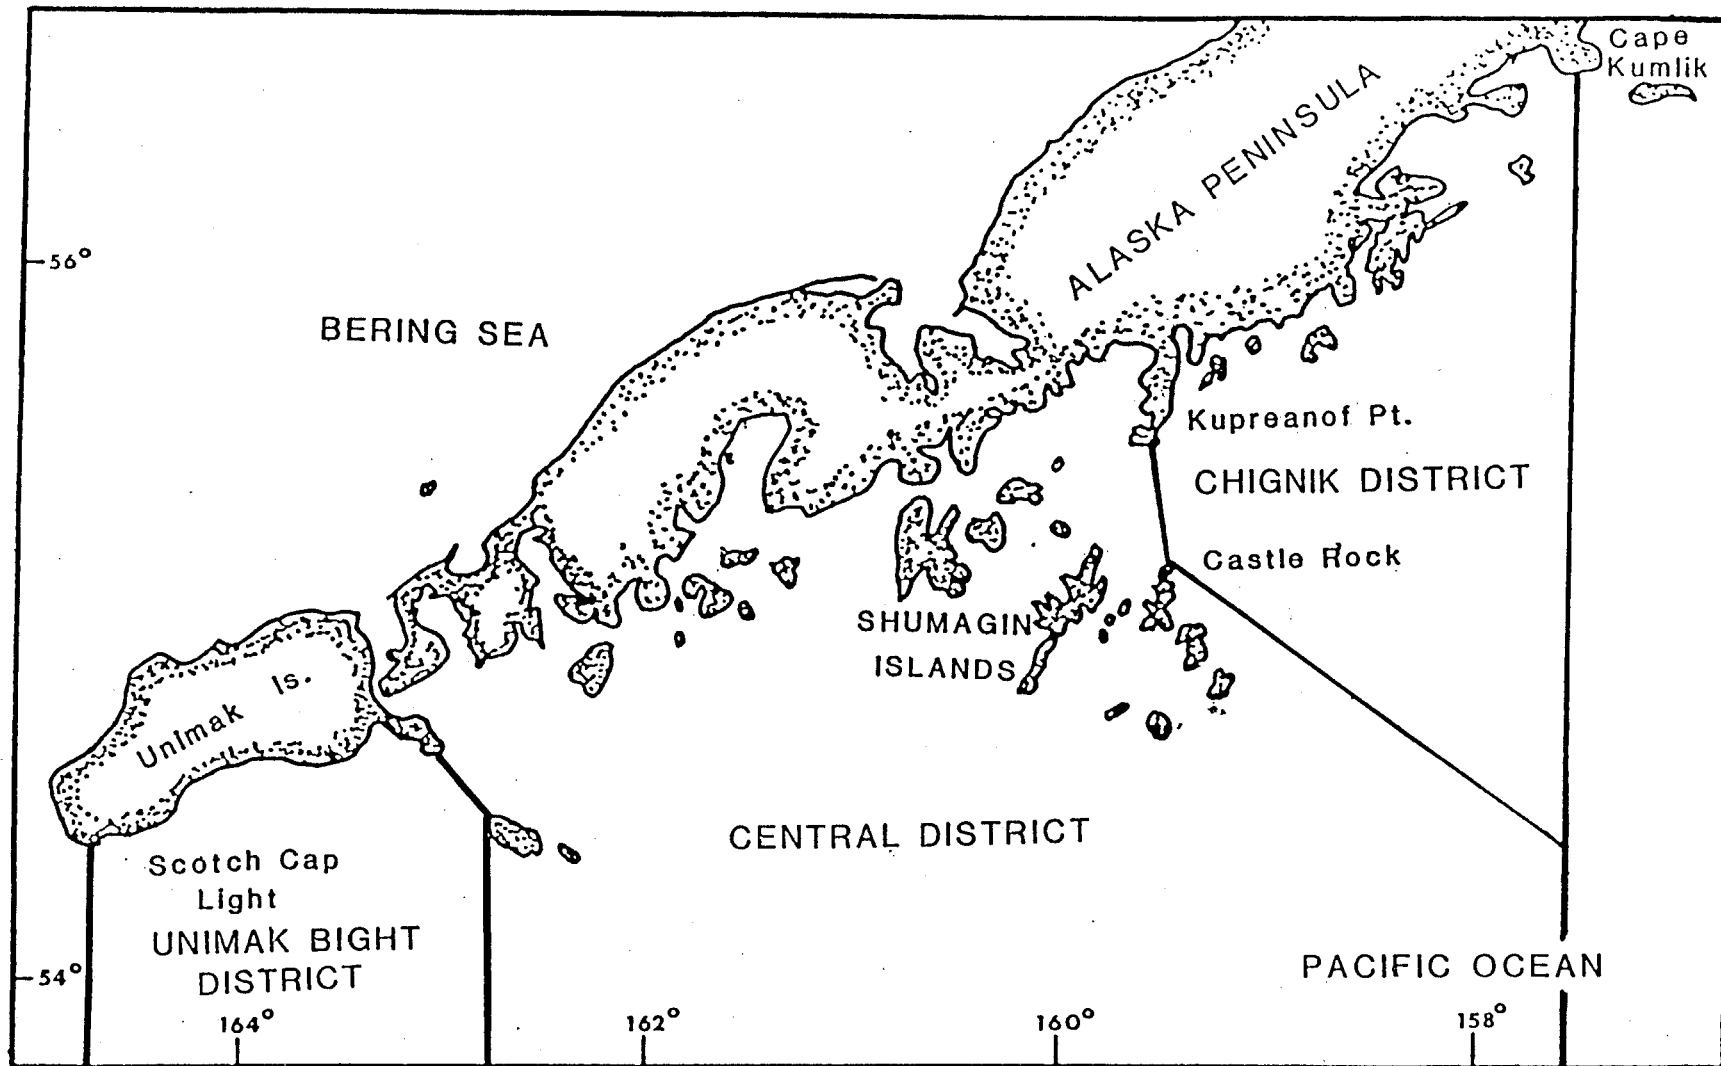 Cape
Kumlik
ALASKA PENINSULA
56°
BERING SEA
Kupreanof Pt.
CHIGNIK DISTRICT
Castle Rock
SHUMAGIN
ISLANDS
Unimak Is.
CENTRAL DISTRICT
Scotch Cap
Light
UNIMAK BIGHT
DISTRICT
PACIFIC OCEAN
54°
164°
162°
160°
158°